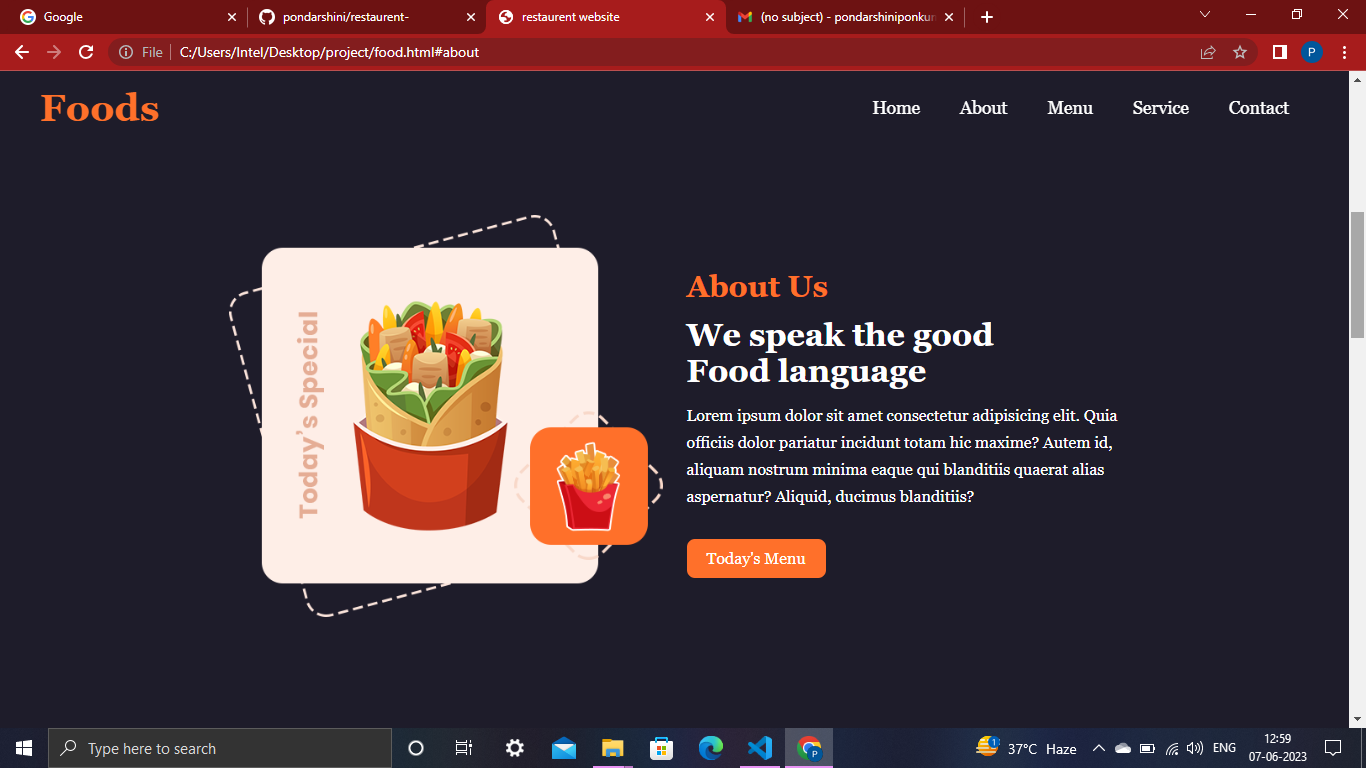 Google
pondarshini/restaurent-
restaurent website
(no subject) - pondarshiniponkun
File
C:/Users/Intel/Desktop/project/food.html#about
P
Foods
Home
About
Menu
Service
Contact
Today's Special
About Us
We speak the good
Food language
Lorem ipsum dolor sit amet consectetur adipisicing elit. Quia
officiis dolor pariatur incidunt totam hic maxime? Autem id,
aliquam nostrum minima eaque qui blanditiis quaerat alias
aspernatur? Aliquid, ducimus blanditiis?
Today's Menu
Type here to search
P
1
37°C Haze
ENG
12:59
07-06-2023